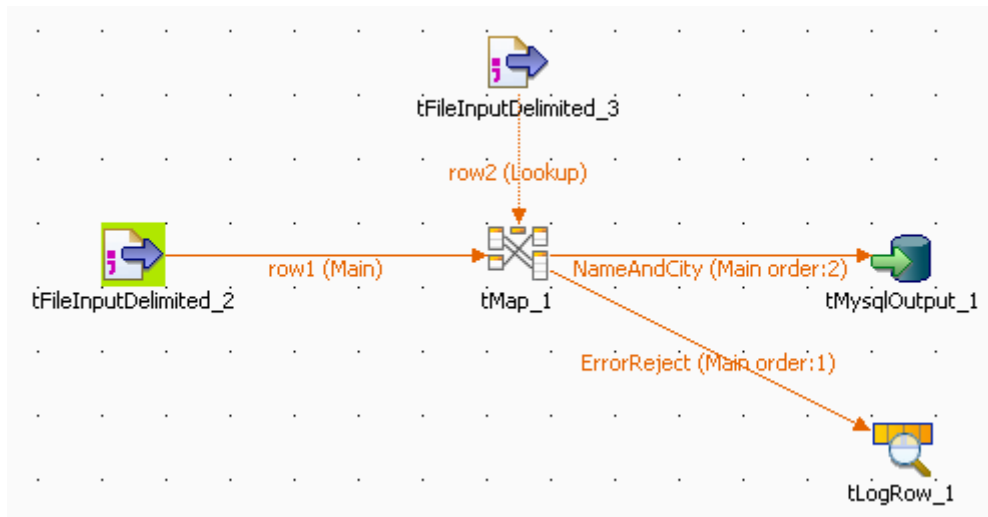 tFileInputDelimited_3
row2 (Lookup)
row1 (Main)
NameAndCity (Main order:2)
tFileInputDelimited_2
tMap_1
tMysqlOutput_1
ErrorReject (Main order:1)
tLogRow_1